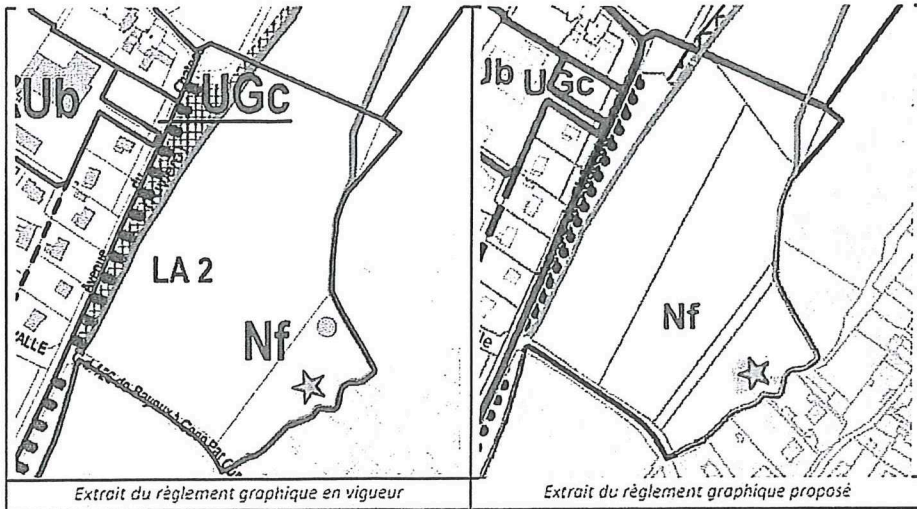 Ub
UGc
LA 2
Nf
Avenue
du
Extrait du règlement graphique en vigueur
UGc
Nf
Extrait du règlement graphique proposé